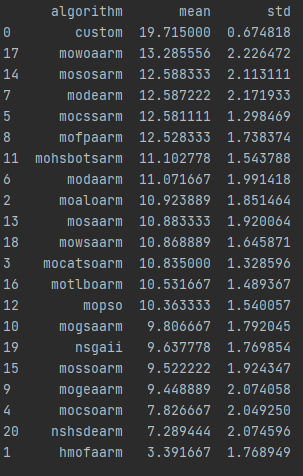 algorithm mean std
0 custom 19.715000 0.674818
17 mowoaarm 13.285556 2.226472
14 mososarm 12.588333 2.113111
7 modearm 12.587222 2.171933
5 mocssarm 12.581111 1.298469
8 mofpaarm 12.528333 1.738374
11 mohsbotsarm 11.102778 1.543788
6 modaarm 11.071667 1.991418
2 moaloarm 10.923889 1.851464
13 mosaarm 10.883333 1.920064
18 mowsaarm 10.868889 1.645871
3 mocatsoarm 10.835000 1.328596
16 motlboarm 10.531667 1.489367
12 mopso 10.363333 1.540057
10 mogsaarm 9.806667 1.792045
19 nsgaii 9.637778 1.769854
15 mossoarm 9.522222 1.924347
9 mogeaarm 9.448889 2.074058
4 mocsoarm 7.826667 2.049250
20 nshsdearm 7.289444 2.074596
1 hmofaarm 3.391667 1.768949